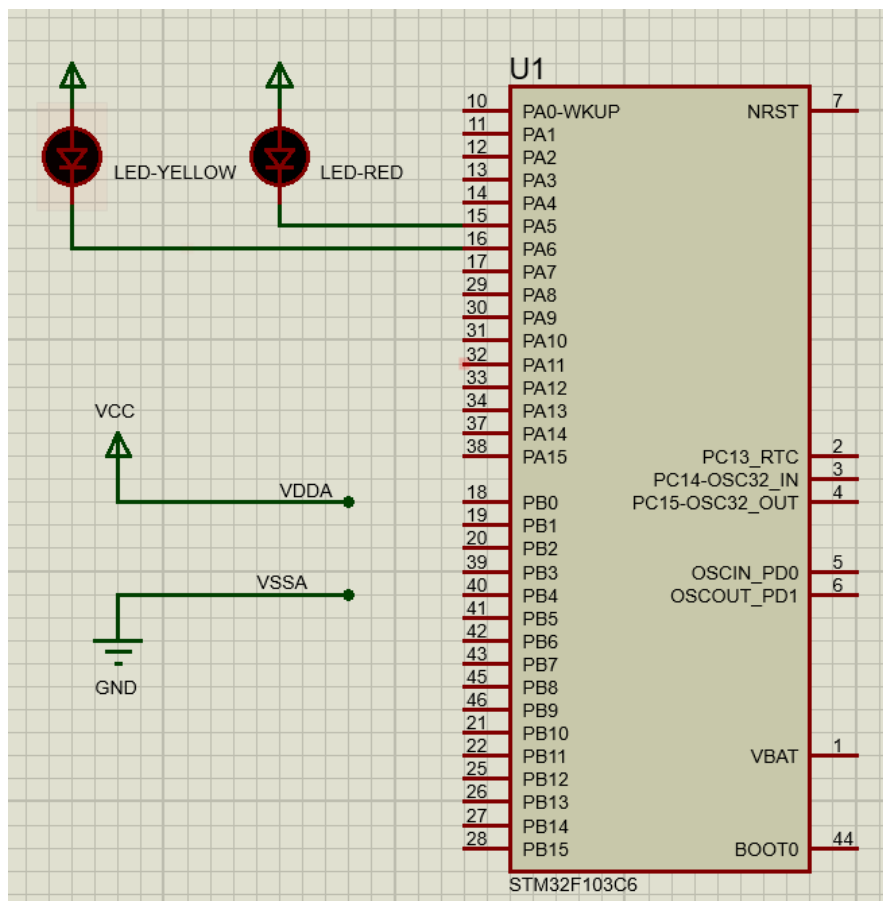 U1
10 PA0-WKUP NRST 7
11 PA1
12 PA2
13 PA3
14 PA4
LED-YELLOW LED-RED
15 PA5
16 PA6
17 PA7
29 PA8
30 PA9
31 PA10
32 PA11
33 PA12
34 PA13
37 PA14
38 PA15 PC13_RTC 2
PC14-OSC32_IN 3
VCC
VDDA
18 PB0 PC15-OSC32_OUT 4
19 PB1
20 PB2
39 PB3 OSCIN_PD0 5
VSSA
40 PB4 OSCOUT_PD1 6
41 PB5
42 PB6
43 PB7
GND
45 PB8
46 PB9
21 PB10
22 PB11 VBAT 1
25 PB12
26 PB13
27 PB14
28 PB15 BOOT0 44
STM32F103C6